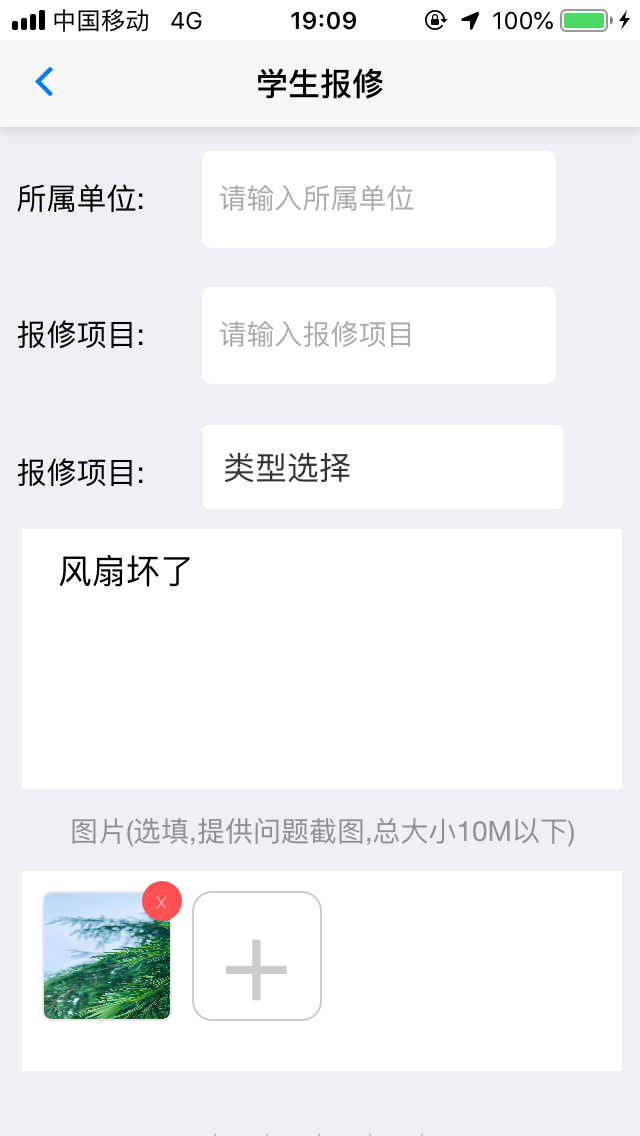 中国移动 4G 19:09 100%
学生报修
所属单位: 请输入所属单位
报修项目: 请输入报修项目
报修项目: 类型选择
风扇坏了
图片(选填,提供问题截图,总大小10M以下)
X